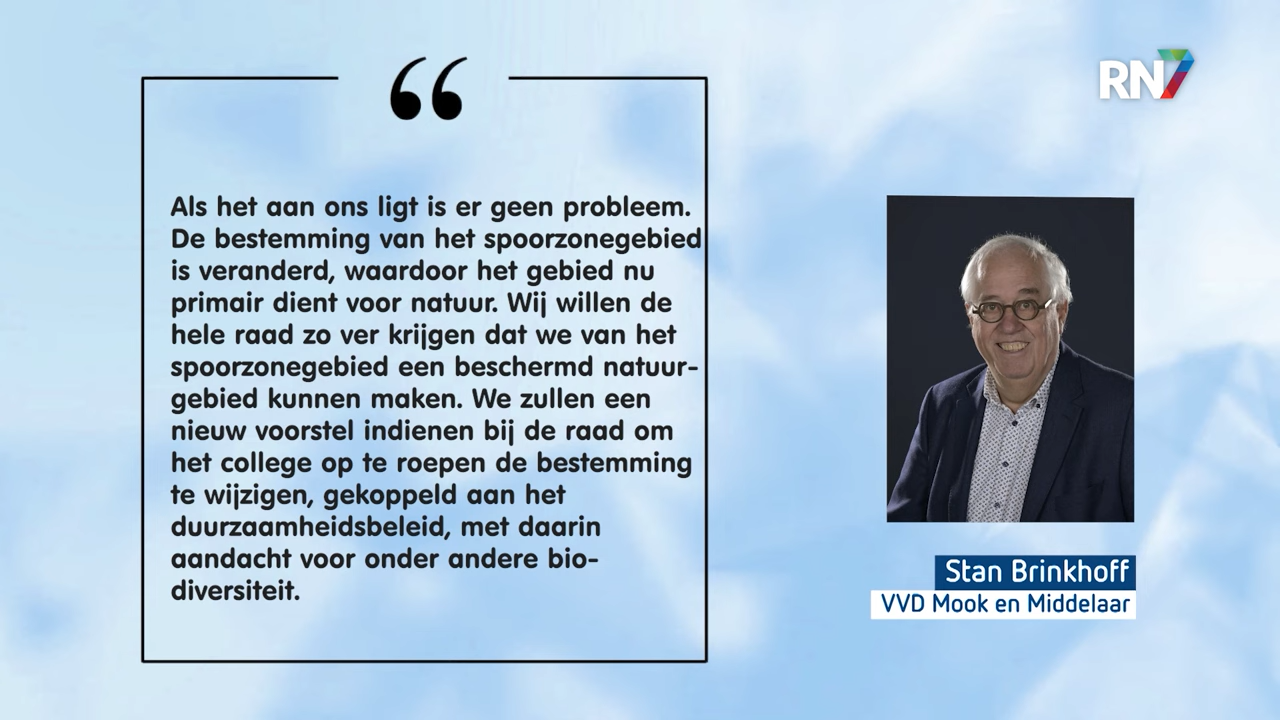 “
RN7
Als het aan ons ligt is er geen probleem.
De bestemming van het spoorzonegebied
is veranderd, waardoor het gebied nu
primair dient voor natuur. Wij willen de
hele raad zo ver krijgen dat we van het
spoorzonegebied een beschermd natuur-
gebied kunnen maken. We zullen een
nieuw voorstel indienen bij de raad om
het college op te roepen de bestemming
te wijzigen, gekoppeld aan het
duurzaamheidsbeleid, met daarin
aandacht voor onder andere bio-
diversiteit.
Stan Brinkhoff
VVD Mook en Middelaar